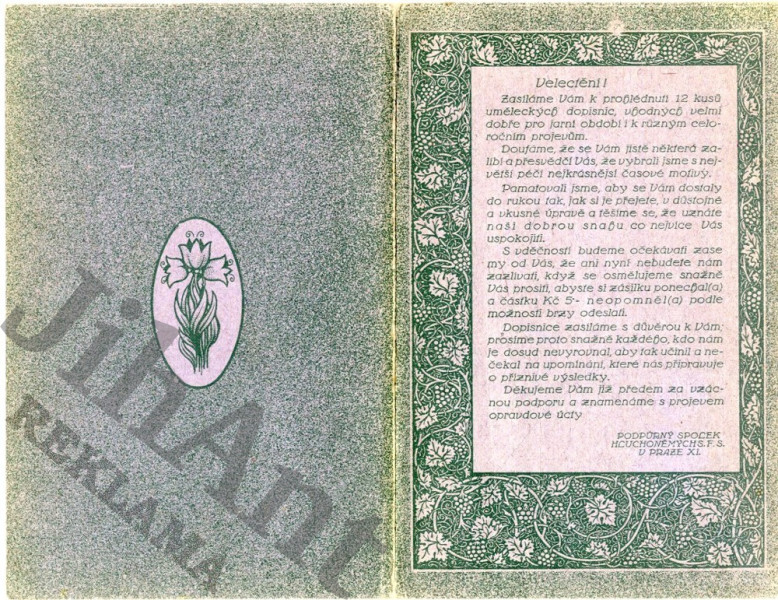 Velectění!
Zasíláme Vám k prohlédnutí 12 kusů
uměleckých dopisnic, vhodných velmi
dobře pro jarní období i k různým celo-
ročním projevům.
Doufáme, že se Vám jistě některá za-
líbí a přesvědčí Vás, že vybrali jsme s nej-
větší péčí nejkrásnější časové motivy.
Pamatovali jsme, aby se Vám dostaly
do rukou tak, jak si je přejete, v důstojné
a vkusné úpravě a těšíme se, že uznáte
naši dobrou snahu co nejvíce Vás
uspokojiti.
S vděčností budeme očekávati zase
my od Vás, že ani nyní nebudete nám
zazlívati, když se osmělujeme snažně
Vás prositi, abyste si zásilku ponechal(a)
a částku Kč 5·- neopomněl(a) podle
možnosti brzy odeslati.
Dopisnice zasíláme s důvěrou k Vám;
prosíme proto snažně každého, kdo nám
je dosud nevyrovnal, aby tak učinil a ne-
čekal na upomínání, které nás připravuje
o příznivé výsledky.
Děkujeme Vám již předem za vzác-
nou podporu a znamenáme s projevem
opravdové úcty
PODPŮRNÝ SPOLEK
HLUCHONĚMÝCH S. F. S.
V PRAZE XI.
JihAnt
REKLAMA